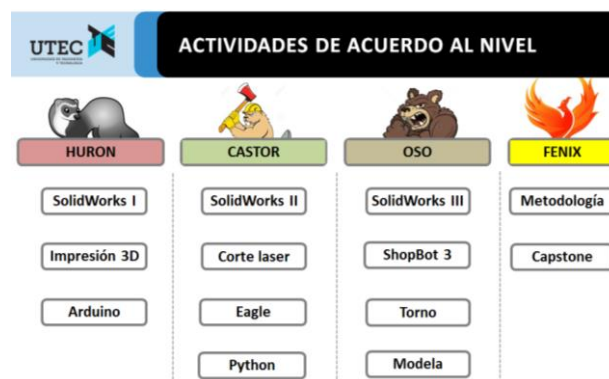 UTEC
ACTIVIDADES DE ACUERDO AL NIVEL
HURON
CASTOR
OSO
FENIX
SolidWorks I
SolidWorks II
SolidWorks III
Metodología
Impresión 3D
Corte laser
ShopBot 3
Capstone
Arduino
Eagle
Torno
Python
Modela